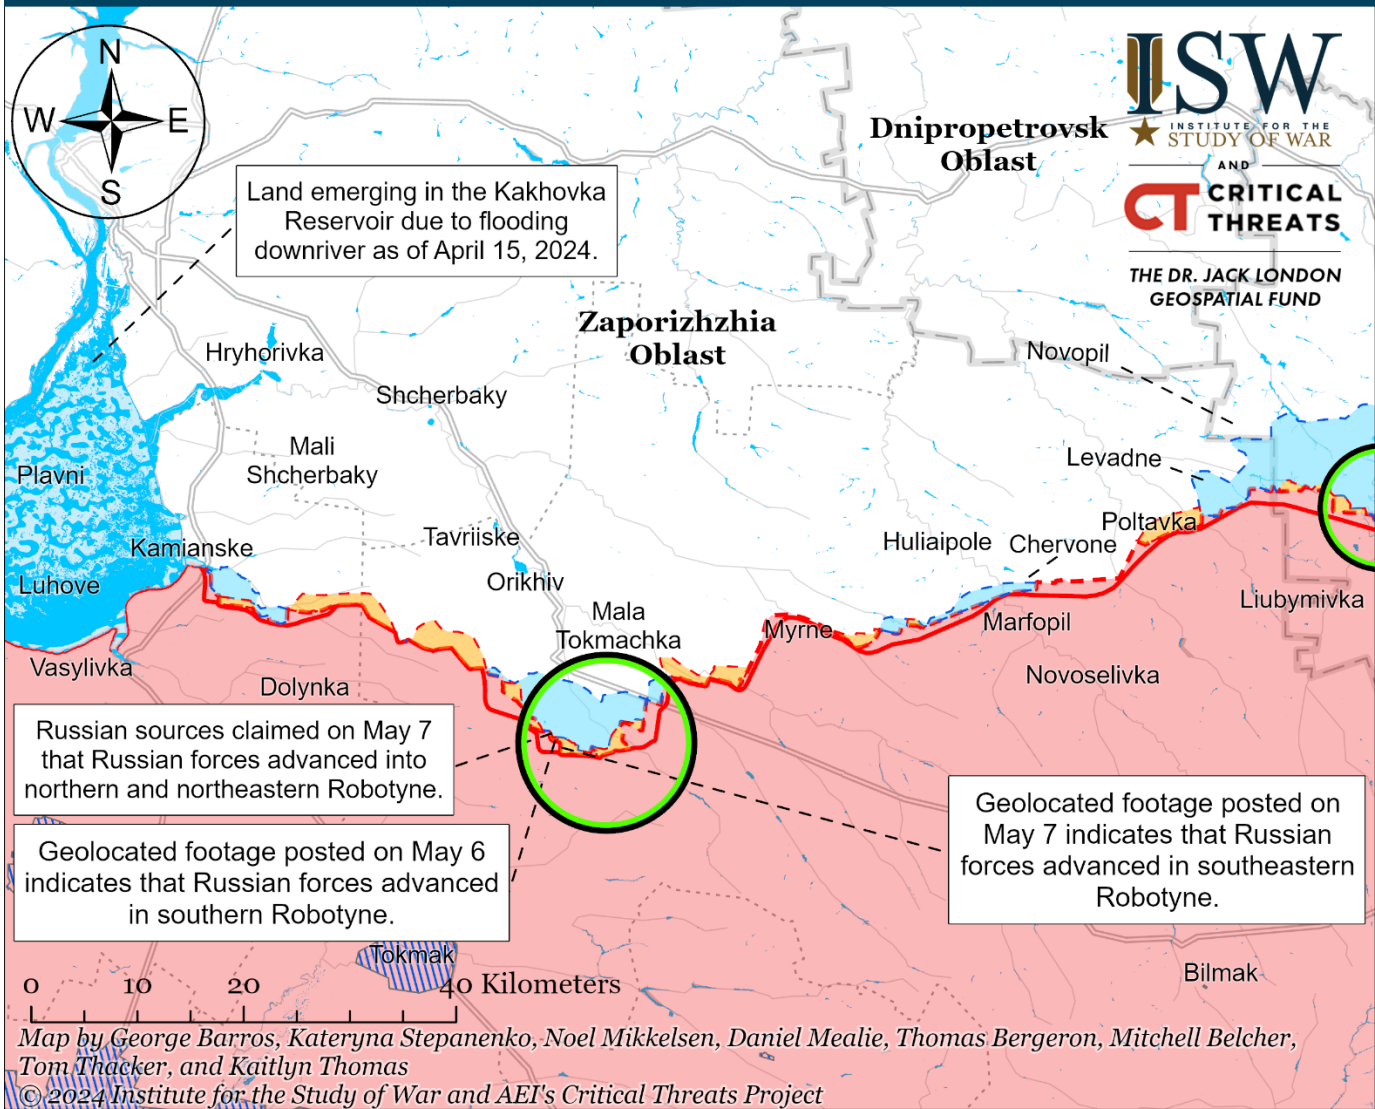 N
W
E
S
ISW
INSTITUTE FOR THE
STUDY OF WAR
AND
CT CRITICAL
THREATS
THE DR. JACK LONDON
GEOSPATIAL FUND
Dnipropetrovsk
Oblast
Land emerging in the Kakhovka
Reservoir due to flooding
downriver as of April 15, 2024.
Zaporizhzhia
Oblast
Hryhorivka
Novopil
Shcherbaky
Mali
Shcherbaky
Levadne
Plavni
Poltavka
Tavriiske
Kamianske
Huliaipole
Chervone
Luhove
Orikhiv
Liubymivka
Mala
Tokmachka
Myrne
Marfopil
Vasylivka
Dolynka
Novoselivka
Russian sources claimed on May 7
that Russian forces advanced into
northern and northeastern Robotyne.
Geolocated footage posted on May 6
indicates that Russian forces advanced
in southern Robotyne.
Geolocated footage posted on
May 7 indicates that Russian
forces advanced in southeastern
Robotyne.
Tokmak
Bilmak
0 10 20 40 Kilometers
Map by George Barros, Kateryna Stepanenko, Noel Mikkelsen, Daniel Mealie, Thomas Bergeron, Mitchell Belcher,
Tom Thacker, and Kaitlyn Thomas
© 2024 Institute for the Study of War and AEI's Critical Threats Project